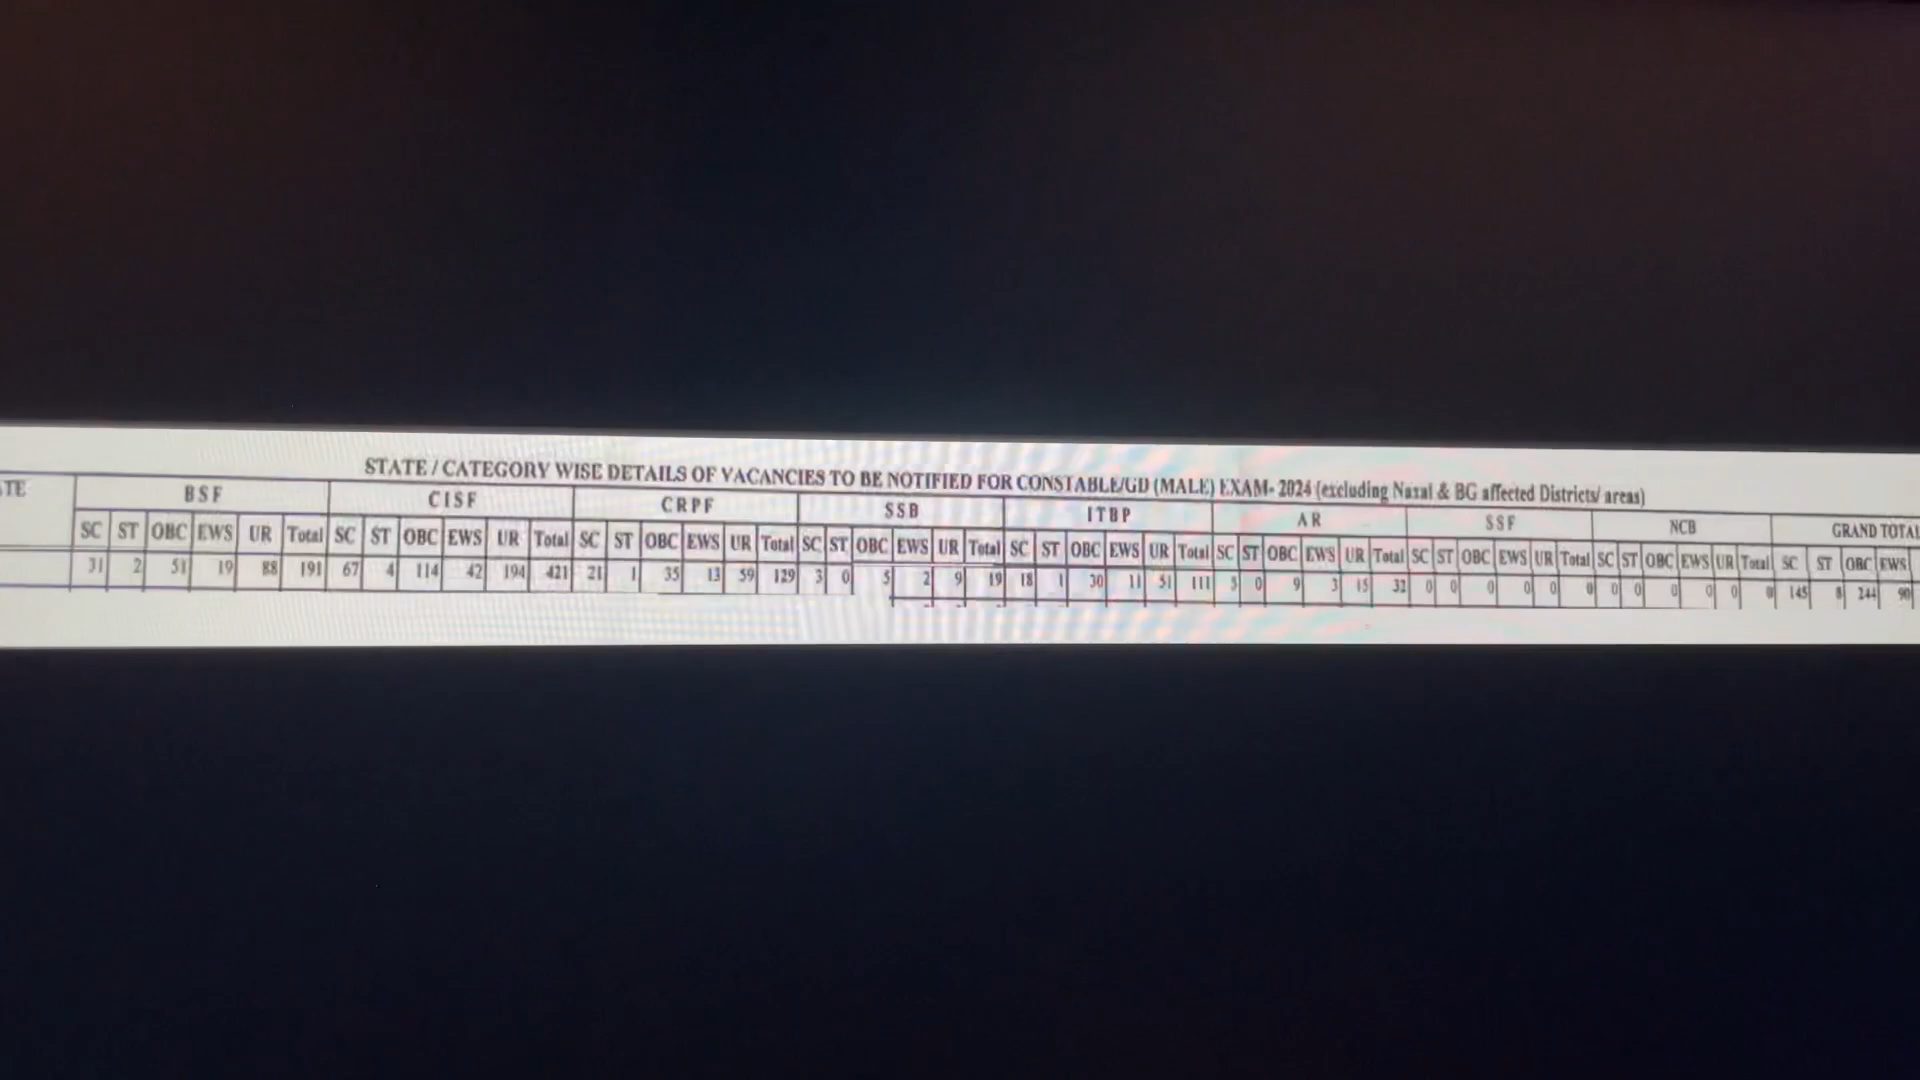 STATE / CATEGORY WISE DETAILS OF VACANCIES TO BE NOTIFIED FOR CONSTABLE/GD (MALE) EXAM- 2024 (excluding Naxal & BG affected Districts/ areas)
TE BSF CISF CRPF SSB ITBP AR SSF NCB GRAND TOTAL
SC ST OBC EWS UR Total SC ST OBC EWS UR Total SC ST OBC EWS UR Total SC ST OBC EWS UR Total SC ST OBC EWS UR Total SC ST OBC EWS UR Total SC ST OBC EWS UR Total SC ST OBC EWS UR Total SC ST OBC EWS
31 2 51 19 88 191 67 4 114 42 194 421 21 1 35 13 59 129 3 0 5 2 9 19 18 1 30 11 51 111 5 0 9 3 15 32 0 0 0 0 0 0 0 0 0 0 0 0 145 8 244 90